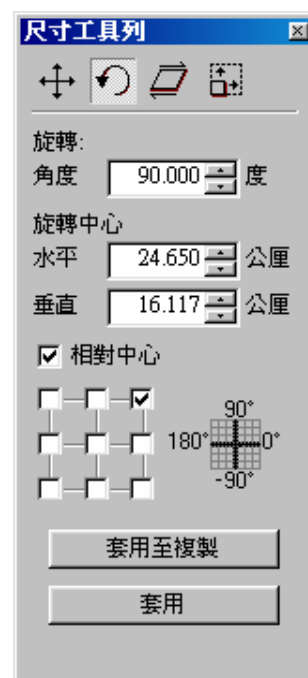 尺寸工具列
旋轉:
角度 90.000 度
旋轉中心
水平 24.650 公厘
垂直 16.117 公厘
相對中心
90°
180° 0°
-90°
套用至複製
套用